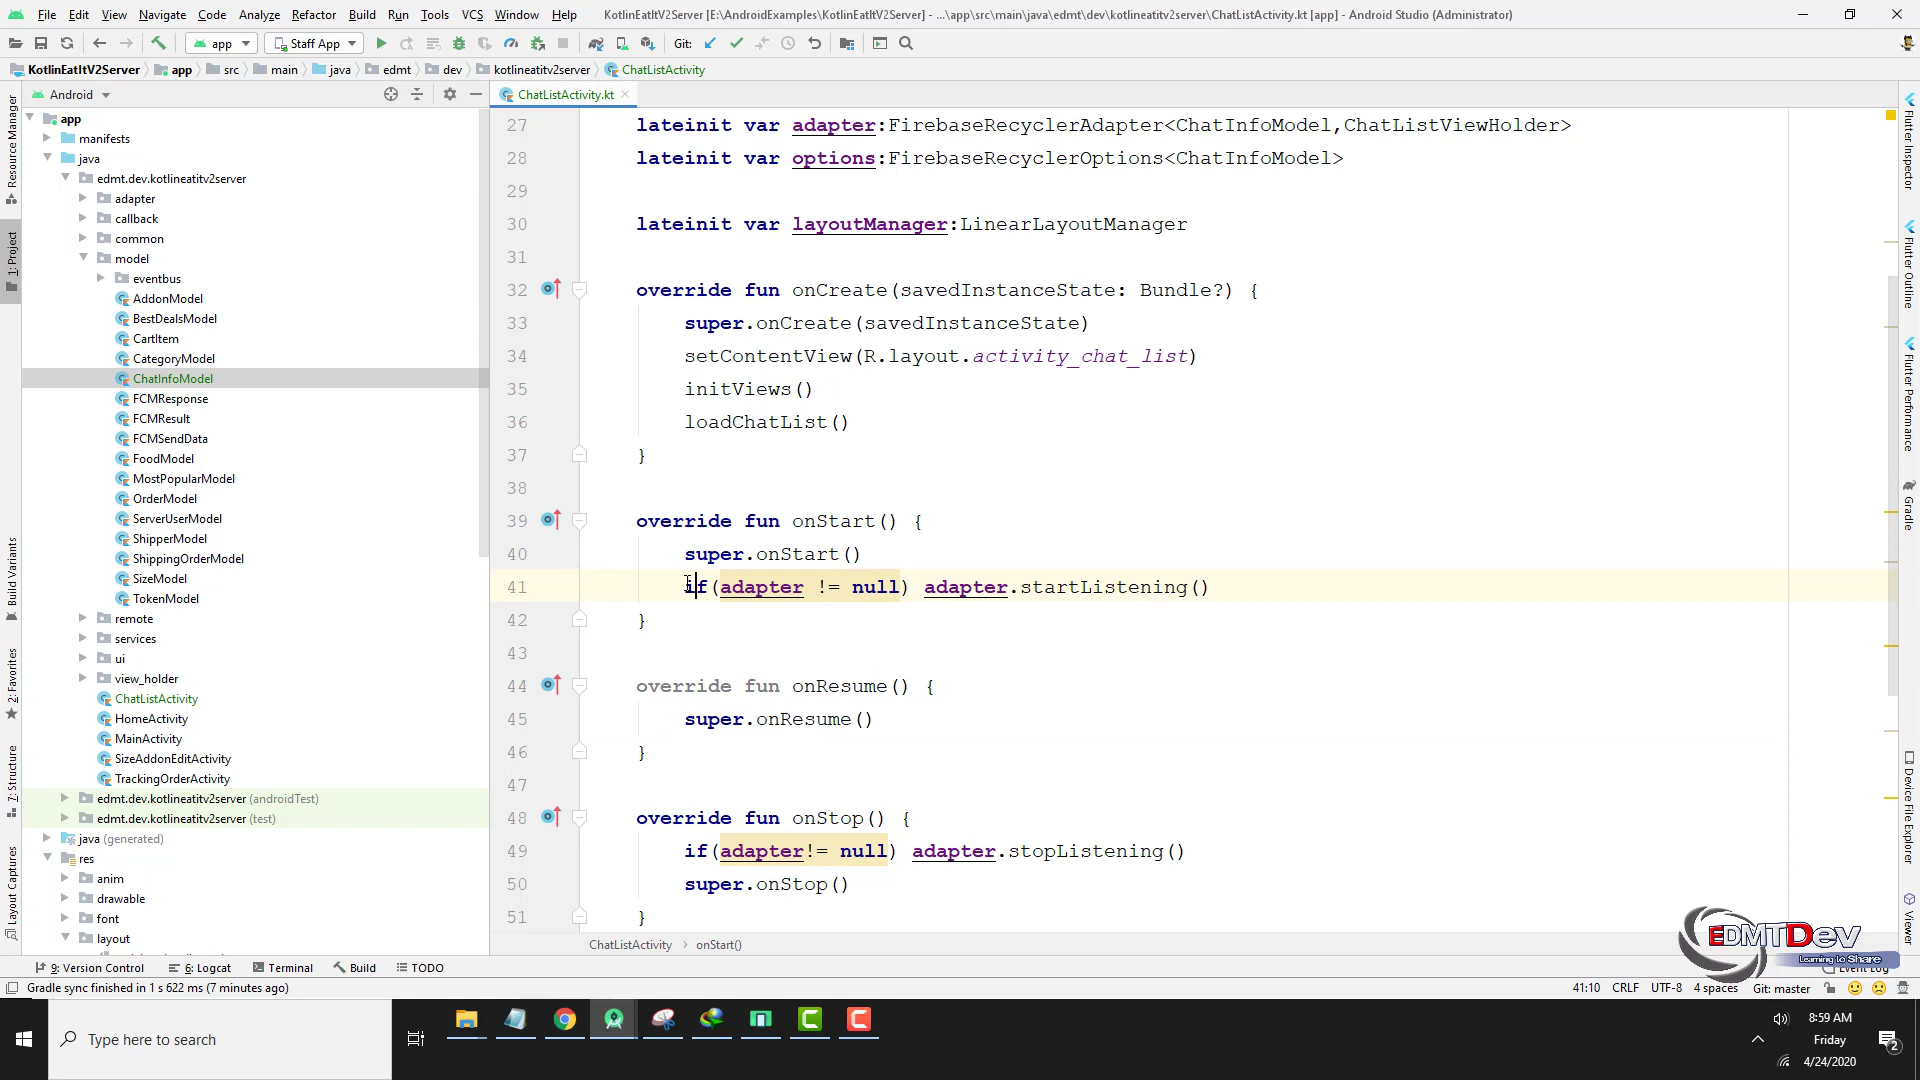 File Edit View Navigate Code Analyze Refactor Build Run Tools VCS Window Help KotlinEatItV2Server [E:\AndroidExamples\KotlinEatItV2Server] - ...\app\src\main\java\edmt\dev\kotlineatitv2server\ChatListActivity.kt [app] - Android Studio (Administrator)
app Staff App Git:
KotlinEatItV2Server app src main java edmt dev kotlineatitv2server ChatListActivity
Android
ChatListActivity.kt
app
manifests
java
edmt.dev.kotlineatitv2server
adapter
callback
common
model
eventbus
AddonModel
BestDealsModel
CartItem
CategoryModel
ChatInfoModel
FCMResponse
FCMResult
FCMSendData
FoodModel
MostPopularModel
OrderModel
ServerUserModel
ShipperModel
ShippingOrderModel
SizeModel
TokenModel
remote
services
ui
view_holder
ChatListActivity
HomeActivity
MainActivity
SizeAddonEditActivity
TrackingOrderActivity
edmt.dev.kotlineatitv2server (androidTest)
edmt.dev.kotlineatitv2server (test)
java (generated)
res
anim
drawable
font
layout
27 lateinit var adapter:FirebaseRecyclerAdapter<ChatInfoModel,ChatListViewHolder>
28 lateinit var options:FirebaseRecyclerOptions<ChatInfoModel>
29
30 lateinit var layoutManager:LinearLayoutManager
31
32 override fun onCreate(savedInstanceState: Bundle?) {
33 super.onCreate(savedInstanceState)
34 setContentView(R.layout.activity_chat_list)
35 initViews()
36 loadChatList()
37 }
38
39 override fun onStart() {
40 super.onStart()
41 if(adapter != null) adapter.startListening()
42 }
43
44 override fun onResume() {
45 super.onResume()
46 }
47
48 override fun onStop() {
49 if(adapter!= null) adapter.stopListening()
50 super.onStop()
51 }
ChatListActivity onStart()
Resource Manager
1: Project
Build Variants
2: Favorites
7: Structure
Layout Captures
Flutter Inspector
Flutter Outline
Flutter Performance
Gradle
Device File Explorer
Viewer
EDMTDev
Learning to Share
9: Version Control 6: Logcat Terminal Build TODO Event Log
Gradle sync finished in 1 s 622 ms (7 minutes ago) 41:10 CRLF UTF-8 4 spaces Git: master
Type here to search
8:59 AM
Friday
4/24/2020
2